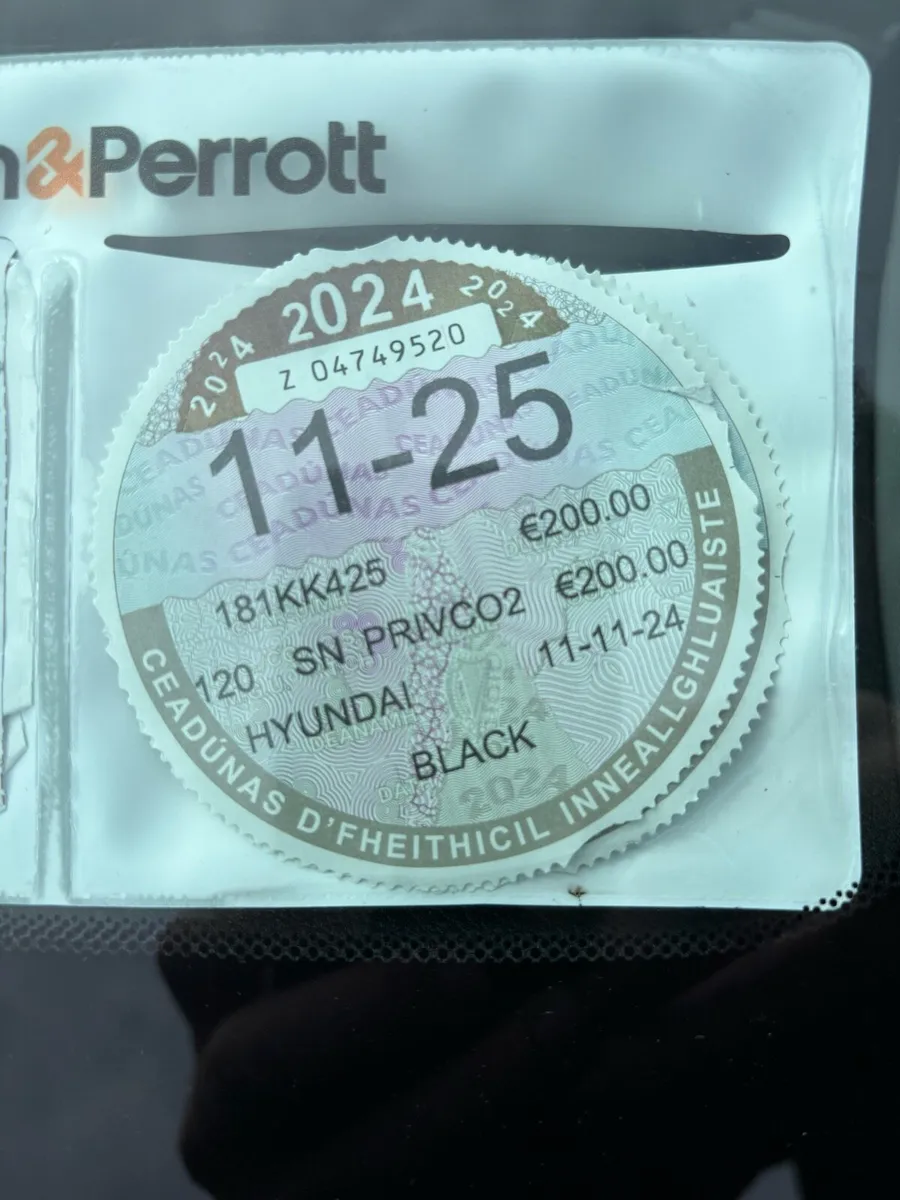 &Perrott
2024 2024 2024
Z 04749520
11-25
181KK425 €200.00
120 SN PRIVCO2 €200.00
HYUNDAI 11-11-24
BLACK
2024
CEADÚNAS D'FHEITHICIL INNEALLGHLUAISTE